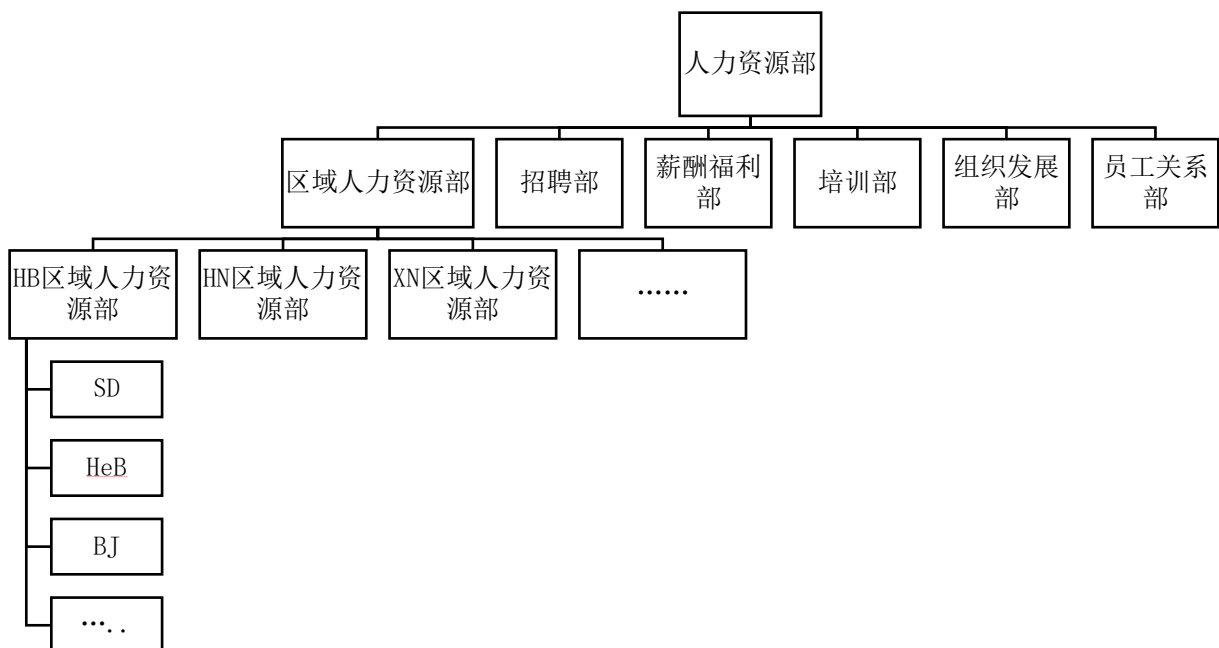 人力资源部
区域人力资源部
招聘部
薪酬福利
部
培训部
组织发展
部
员工关系
部
HB区域人力资
源部
HN区域人力资
源部
XN区域人力资
源部
······
SD
HeB
BJ
···..